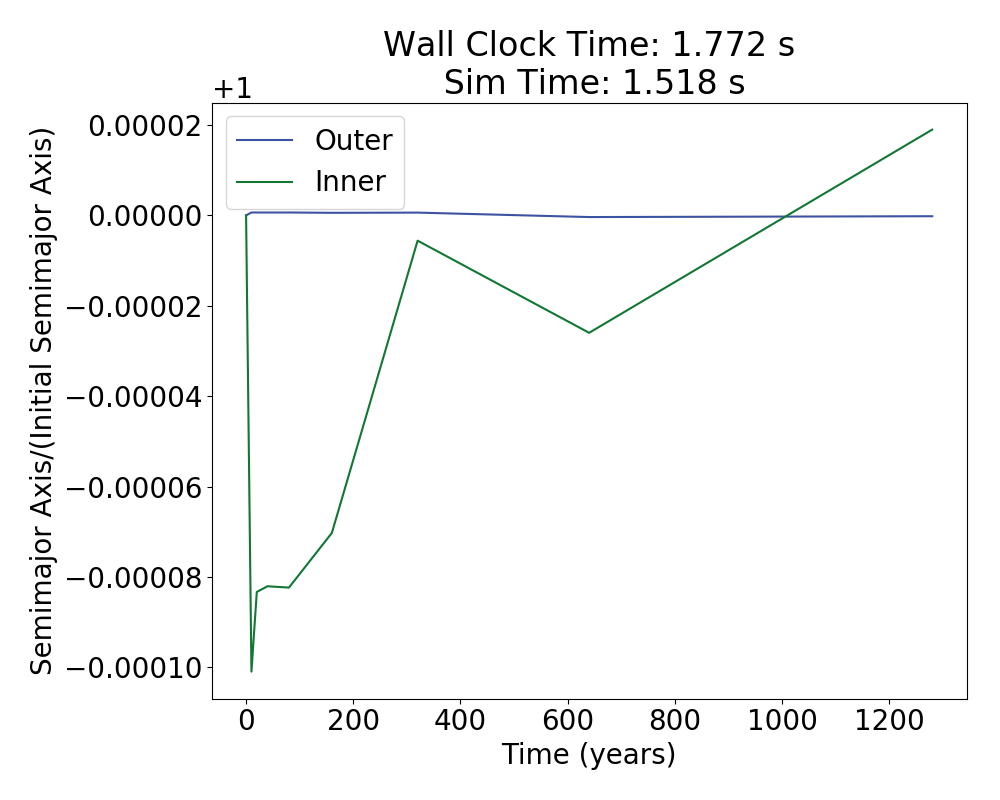 Wall Clock Time: 1.772 s
Sim Time: 1.518 s
+1
Outer
Inner
0.00002
0.00000
−0.00002
−0.00004
−0.00006
−0.00008
−0.00010
Semimajor Axis/(Initial Semimajor Axis)
0 200 400 600 800 1000 1200
Time (years)